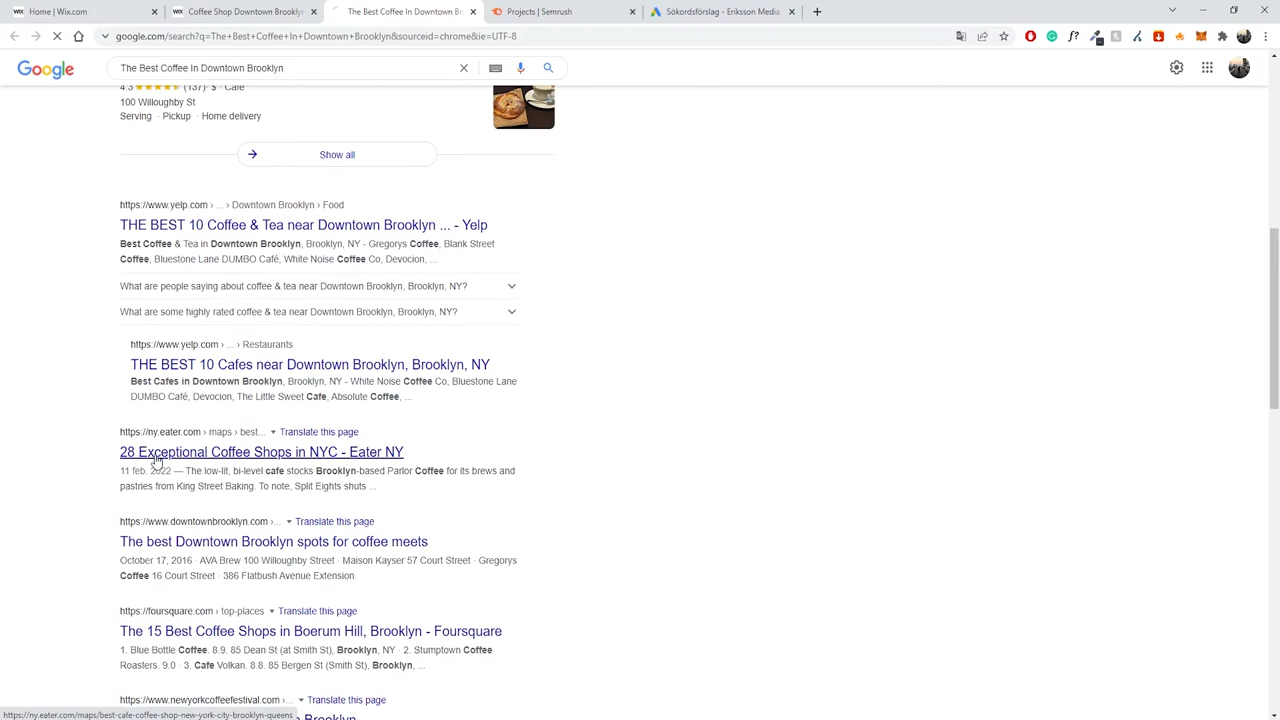 Home | Wix.com
Coffee Shop Downtown Brooklyn
The Best Coffee In Downtown Br
Projects | Semrush
Sökordsförslag - Eriksson Media
google.com/search?q=The+Best+Coffee+In+Downtown+Brooklyn&sourceid=chrome&ie=UTF-8
Google
The Best Coffee In Downtown Brooklyn
4.3 (137) · $ · Cafe
100 Willoughby St
Serving · Pickup · Home delivery
Show all
https://www.yelp.com › ... › Downtown Brooklyn › Food
THE BEST 10 Coffee & Tea near Downtown Brooklyn ... - Yelp
Best Coffee & Tea in Downtown Brooklyn, Brooklyn, NY - Gregorys Coffee, Blank Street
Coffee, Bluestone Lane DUMBO Café, White Noise Coffee Co, Devocion, ...
What are people saying about coffee & tea near Downtown Brooklyn, Brooklyn, NY?
What are some highly rated coffee & tea near Downtown Brooklyn, Brooklyn, NY?
https://www.yelp.com › ... › Restaurants
THE BEST 10 Cafes near Downtown Brooklyn, Brooklyn, NY
Best Cafes in Downtown Brooklyn, Brooklyn, NY - White Noise Coffee Co, Bluestone Lane
DUMBO Café, Devocion, The Little Sweet Cafe, Absolute Coffee, ...
https://ny.eater.com › maps › best... Translate this page
28 Exceptional Coffee Shops in NYC - Eater NY
11 feb. 2022 — The low-lit, bi-level cafe stocks Brooklyn-based Parlor Coffee for its brews and
pastries from King Street Baking. To note, Split Eights shuts ...
https://www.downtownbrooklyn.com ›... Translate this page
The best Downtown Brooklyn spots for coffee meets
October 17, 2016 · AVA Brew 100 Willoughby Street · Maison Kayser 57 Court Street · Gregorys
Coffee 16 Court Street · 386 Flatbush Avenue Extension.
https://foursquare.com › top-places Translate this page
The 15 Best Coffee Shops in Boerum Hill, Brooklyn - Foursquare
1. Blue Bottle Coffee. 8.9. 85 Dean St (at Smith St), Brooklyn, NY · 2. Stumptown Coffee
Roasters. 9.0 · 3. Cafe Volkan. 8.8. 85 Bergen St (Smith St), Brooklyn, ...
https://www.newyorkcoffeefestival.com ›... Translate this page
Brooklyn
https://ny.eater.com/maps/best-cafe-coffee-shop-new-york-city-brooklyn-queens